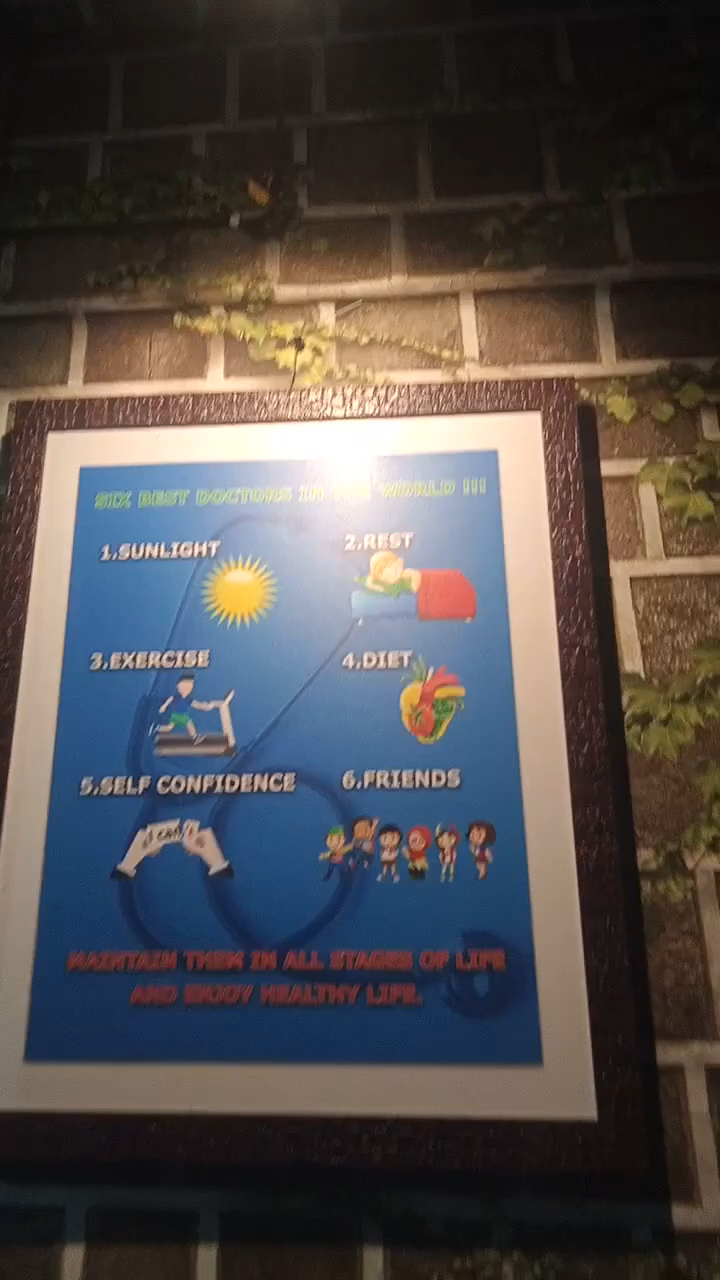 SIX BEST DOCTORS IN THE WORLD !!!
1.SUNLIGHT
2.REST
3.EXERCISE
4.DIET
5.SELF CONFIDENCE
6.FRIENDS
MAINTAIN THEM IN ALL STAGES OF LIFE
AND ENJOY HEALTHY LIFE.